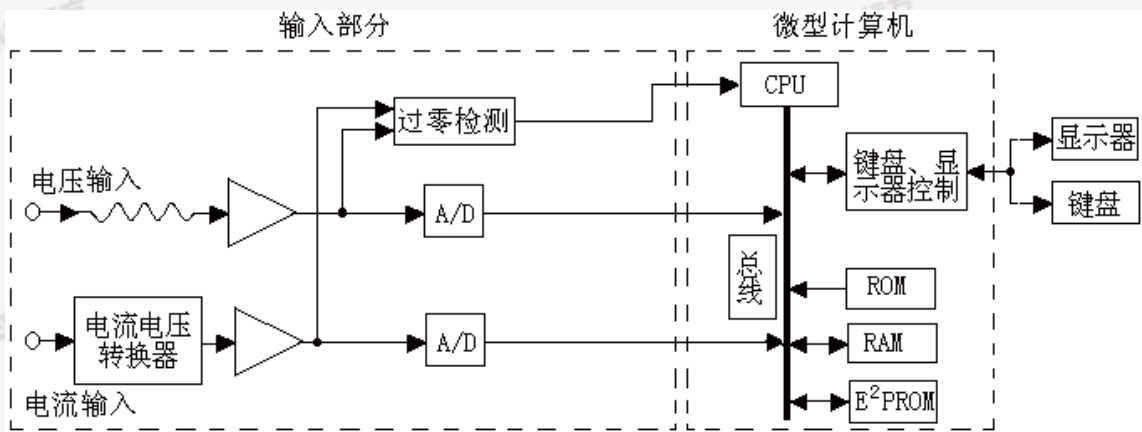 输入部分
微型计算机
CPU
过零检测
键盘、显
示器控制
显示器
键盘
电压输入
A/D
总线
ROM
电流电压
转换器
A/D
RAM
E²PROM
电流输入